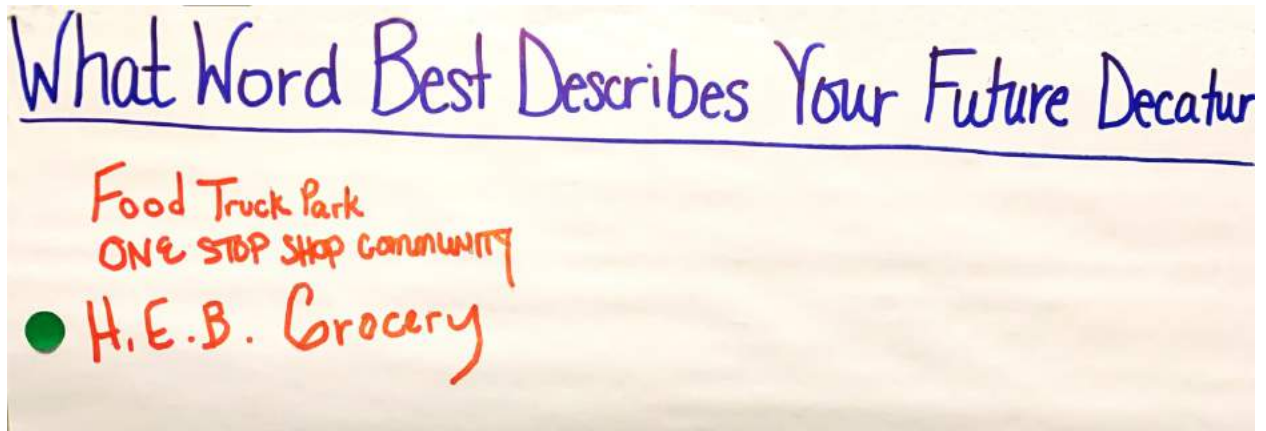 What Word Best Describes Your Future Decatur
Food Truck Park
ONE STOP SHOP COMMUNITY
H.E.B. Grocery